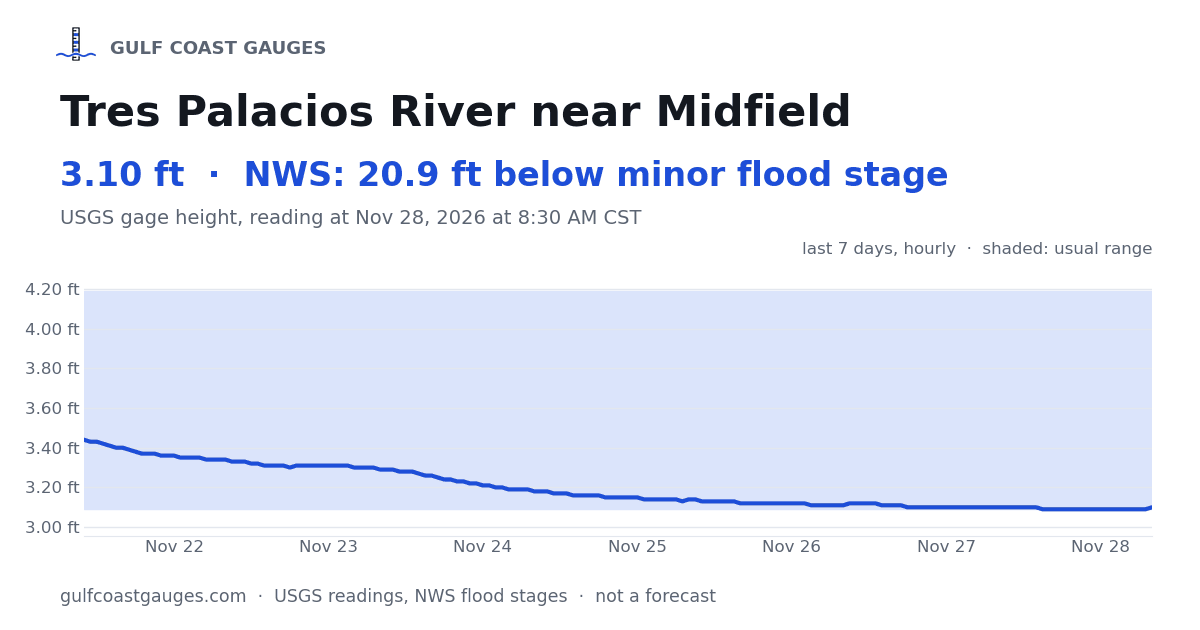 GULF COAST GAUGES
Tres Palacios River near Midfield
3.10 ft · NWS: 20.9 ft below minor flood stage
USGS gage height, reading at Nov 28, 2026 at 8:30 AM CST
last 7 days, hourly · shaded: usual range
4.20 ft
4.00 ft
3.80 ft
3.60 ft
3.40 ft
3.20 ft
3.00 ft
Nov 22 Nov 23 Nov 24 Nov 25 Nov 26 Nov 27 Nov 28
gulfcoastgauges.com · USGS readings, NWS flood stages · not a forecast